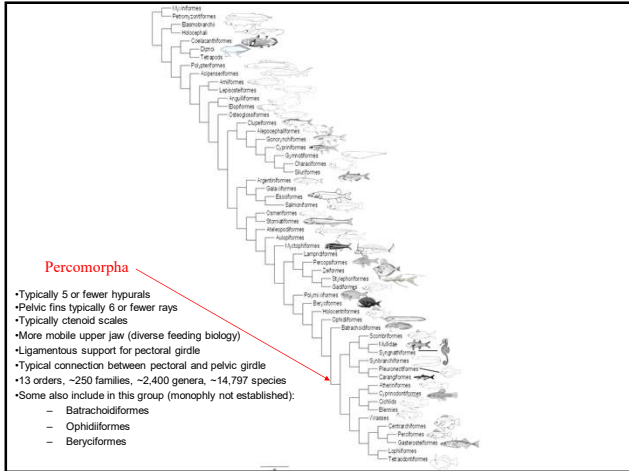 Myxiniformes
Petromyzontiformes
Elasmobranchii
Holocephali
Coelacanthiformes
Dipnoi
Tetrapods
Polypteriformes
Acipenseriformes
Amiiformes
Lepisosteiformes
Anguilliformes
Elopiformes
Osteoglossiformes
Clupeiformes
Alepocephaliformes
Gonorynchiformes
Cypriniformes
Gymnotiformes
Characiformes
Siluriformes
Argentiniformes
Galaxiiformes
Esociformes
Salmoniformes
Osmeriformes
Stomiatiformes
Ateleopodiformes
Aulopiformes
Myctophiformes
Lampridiformes
Percopsiformes
Zeiformes
Stylephoriformes
Gadiformes
Polymixiiformes
Beryciformes
Holocentriformes
Ophidiiformes
Batrachoidiformes
Scombriformes
Mullidae
Syngnathiformes
Synbranchiformes
Pleuronectiformes
Carangiformes
Atheriniformes
Cyprinodontiformes
Cichlids
Blennies
Wrasses
Centrarchiformes
Perciformes
Gasterosteiformes
Lophiiformes
Tetraodontiformes
Percomorpha
•Typically 5 or fewer hypurals
•Pelvic fins typically 6 or fewer rays
•Typically ctenoid scales
•More mobile upper jaw (diverse feeding biology)
•Ligamentous support for pectoral girdle
•Typical connection between pectoral and pelvic girdle
•13 orders, ~250 families, ~2,400 genera, ~14,797 species
•Some also include in this group (monophly not established):
– Batrachoidiformes
– Ophidiiformes
– Beryciformes